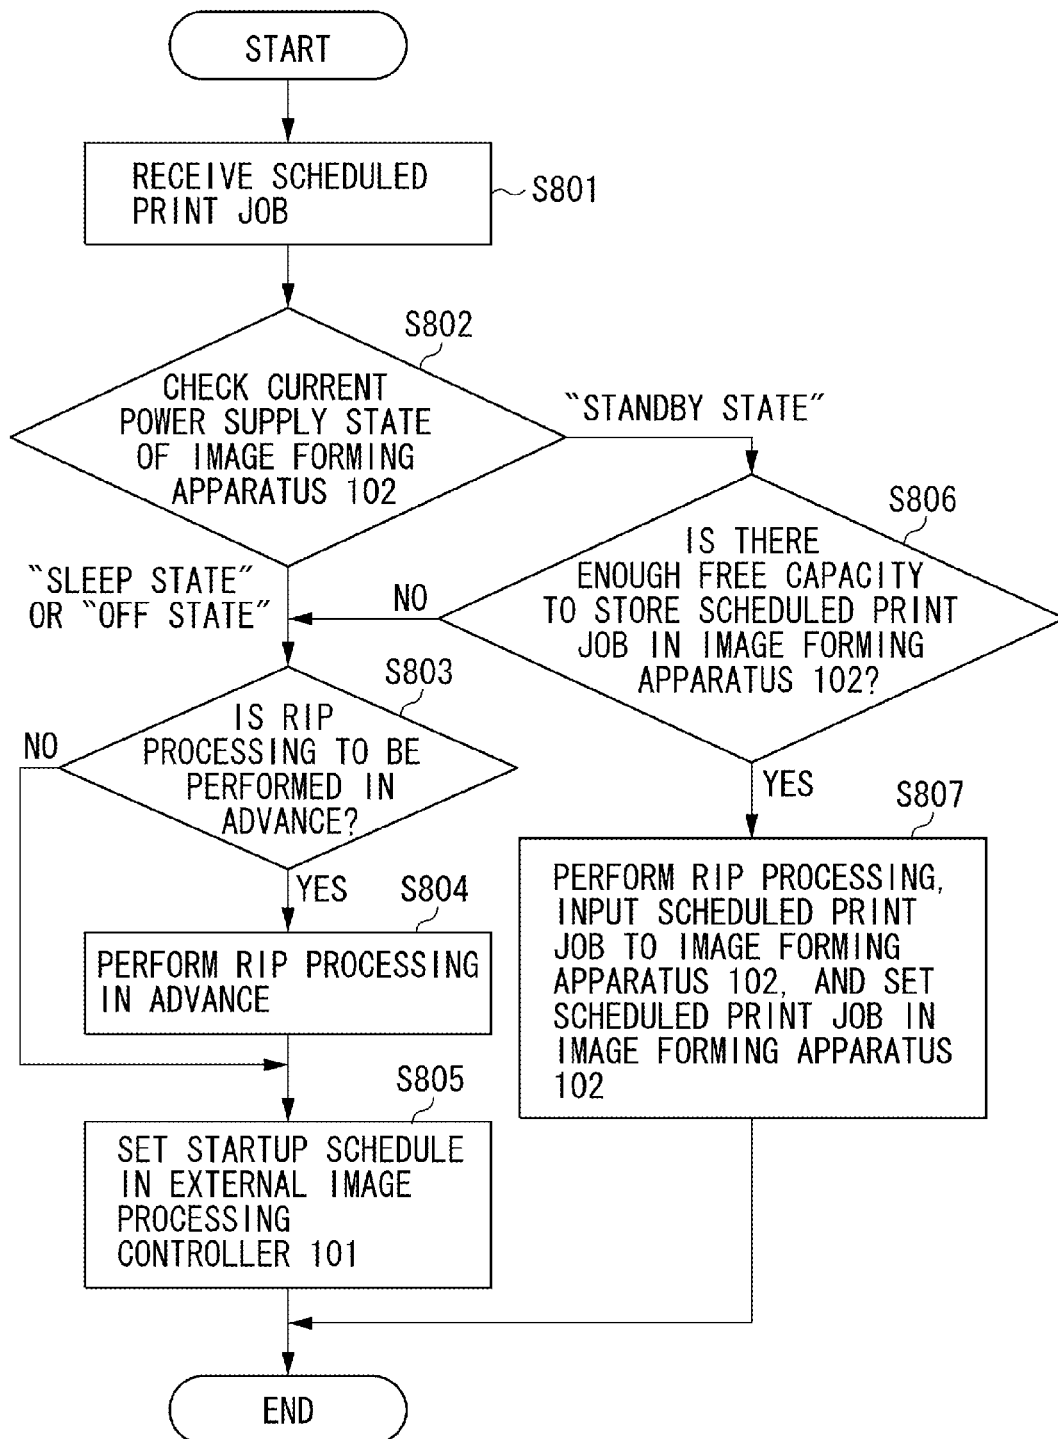 START
RECEIVE SCHEDULED
PRINT JOB
S801
S802
CHECK CURRENT
POWER SUPPLY STATE
OF IMAGE FORMING
APPARATUS 102
"STANDBY STATE"
S806
IS THERE
ENOUGH FREE CAPACITY
TO STORE SCHEDULED PRINT
JOB IN IMAGE FORMING
APPARATUS 102?
"SLEEP STATE"
OR "OFF STATE"
NO
S803
IS RIP
PROCESSING TO BE
PERFORMED IN
ADVANCE?
NO
YES
YES
S804
PERFORM RIP PROCESSING
IN ADVANCE
S807
PERFORM RIP PROCESSING,
INPUT SCHEDULED PRINT
JOB TO IMAGE FORMING
APPARATUS 102, AND SET
SCHEDULED PRINT JOB IN
IMAGE FORMING APPARATUS
102
S805
SET STARTUP SCHEDULE
IN EXTERNAL IMAGE
PROCESSING
CONTROLLER 101
END